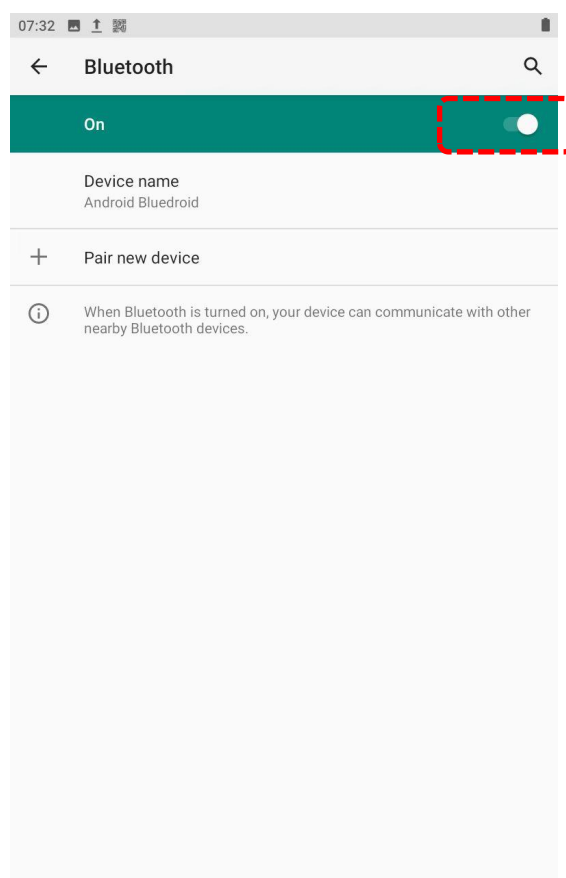 07:32
Bluetooth
On
Device name
Android Bluedroid
Pair new device
When Bluetooth is turned on, your device can communicate with other
nearby Bluetooth devices.